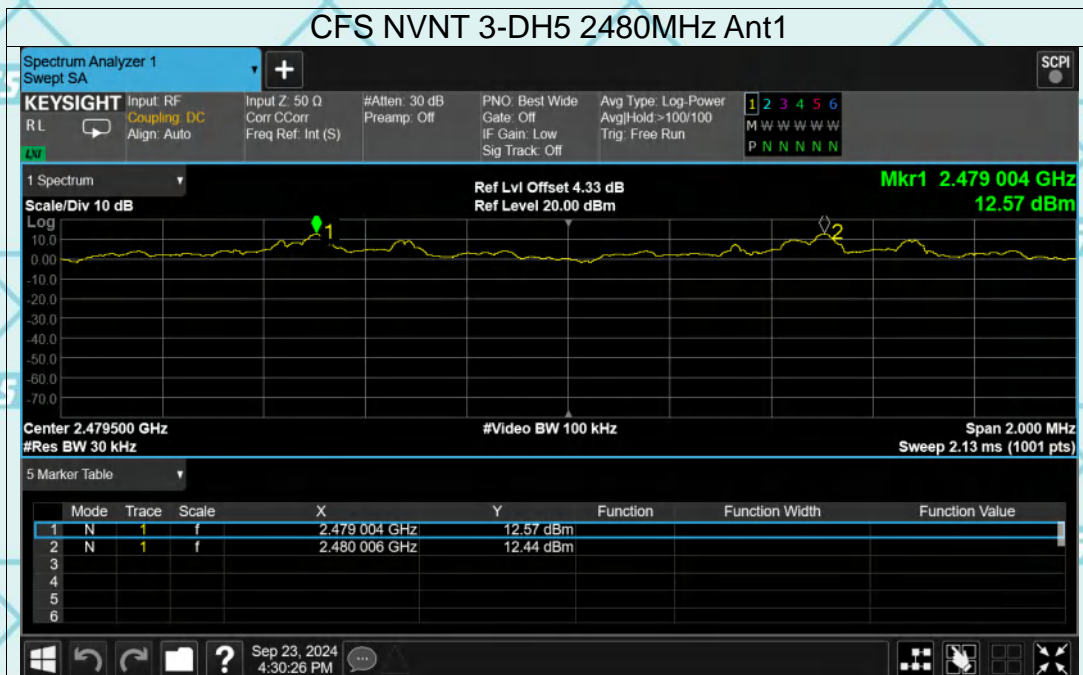 CFS NVNT 3-DH5 2480MHz Ant1
Spectrum Analyzer 1
Swept SA
+
SCPI
KEYSIGHT Input: RF Input Z: 50 Ω #Atten: 30 dB PNO: Best Wide Avg Type: Log-Power 1 2 3 4 5 6
RL Coupling: DC Corr CCorr Preamp: Off Gate: Off Avg|Hold:>100/100 M W W W W W
Align: Auto Freq Ref: Int (S) IF Gain: Low Trig: Free Run P N N N N N
LXI Sig Track: Off
1 Spectrum Ref Lvl Offset 4.33 dB Mkr1 2.479 004 GHz
Scale/Div 10 dB Ref Level 20.00 dBm 12.57 dBm
Log
1 2
10.0
0.00
-10.0
-20.0
-30.0
-40.0
-50.0
-60.0
-70.0
Center 2.479500 GHz #Video BW 100 kHz Span 2.000 MHz
#Res BW 30 kHz Sweep 2.13 ms (1001 pts)
5 Marker Table
Mode Trace Scale X Y Function Function Width Function Value
1 N 1 f 2.479 004 GHz 12.57 dBm
2 N 1 f 2.480 006 GHz 12.44 dBm
3
4
5
6
? Sep 23, 2024
4:30:26 PM